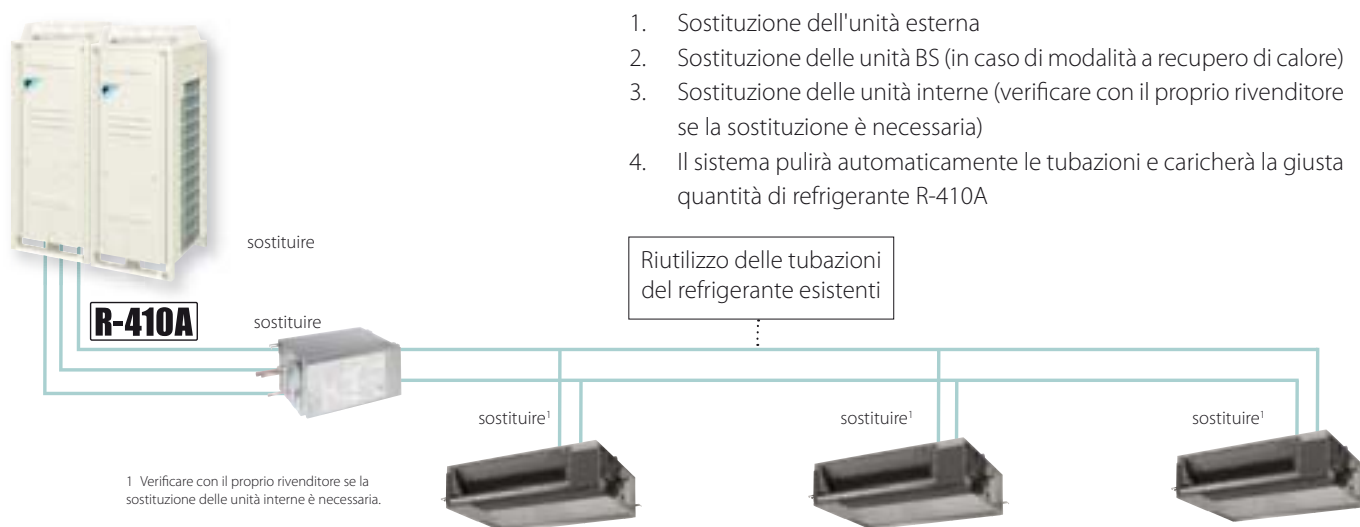 1. Sostituzione dell'unità esterna
2. Sostituzione delle unità BS (in caso di modalità a recupero di calore)
3. Sostituzione delle unità interne (verificare con il proprio rivenditore
se la sostituzione è necessaria)
4. Il sistema pulirà automaticamente le tubazioni e caricherà la giusta
quantità di refrigerante R-410A
sostituire
Riutilizzo delle tubazioni
del refrigerante esistenti
R-410A
sostituire
sostituire¹
sostituire¹
sostituire¹
1 Verificare con il proprio rivenditore se la
sostituzione delle unità interne è necessaria.